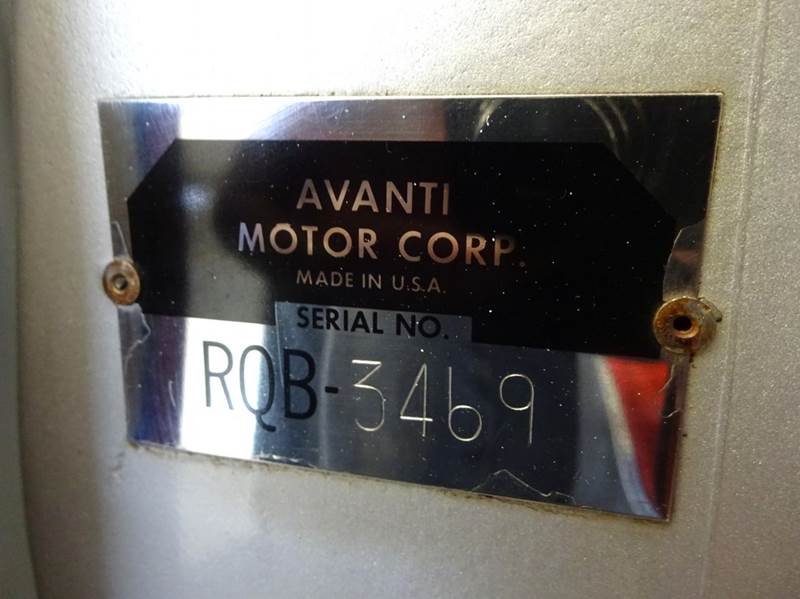 AVANTI
MOTOR CORP.
MADE IN U.S.A.
SERIAL NO.
RQB-3469